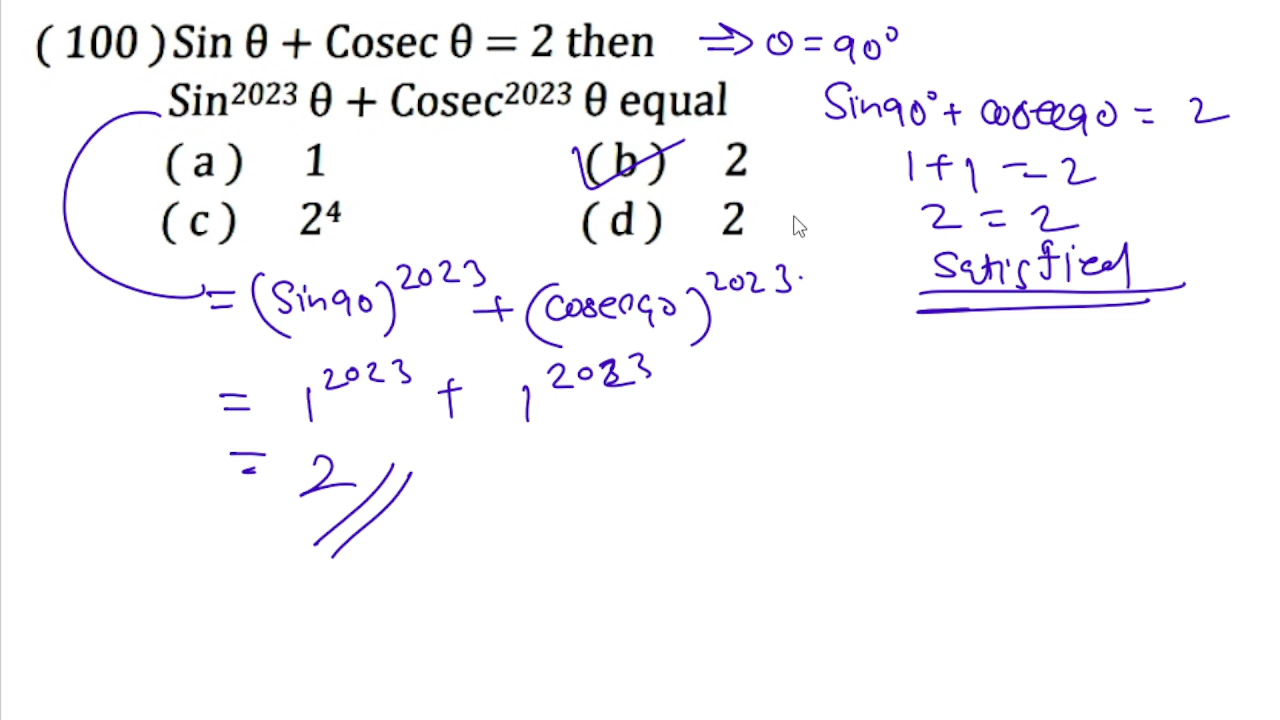 ( 100 ) Sin θ + Cosec θ = 2 then ⇒ θ = 90°
Sin²⁰²³ θ + Cosec²⁰²³ θ equal
Sin90° + cosec90 = 2
( a ) 1 (b) 2
1 + 1 = 2
( c ) 2⁴ ( d ) 2
2 = 2
Satisfied
= (Sin90)²⁰²³ + (cosec90)²⁰²³.
= 1²⁰²³ + 1²⁰²³
= 2